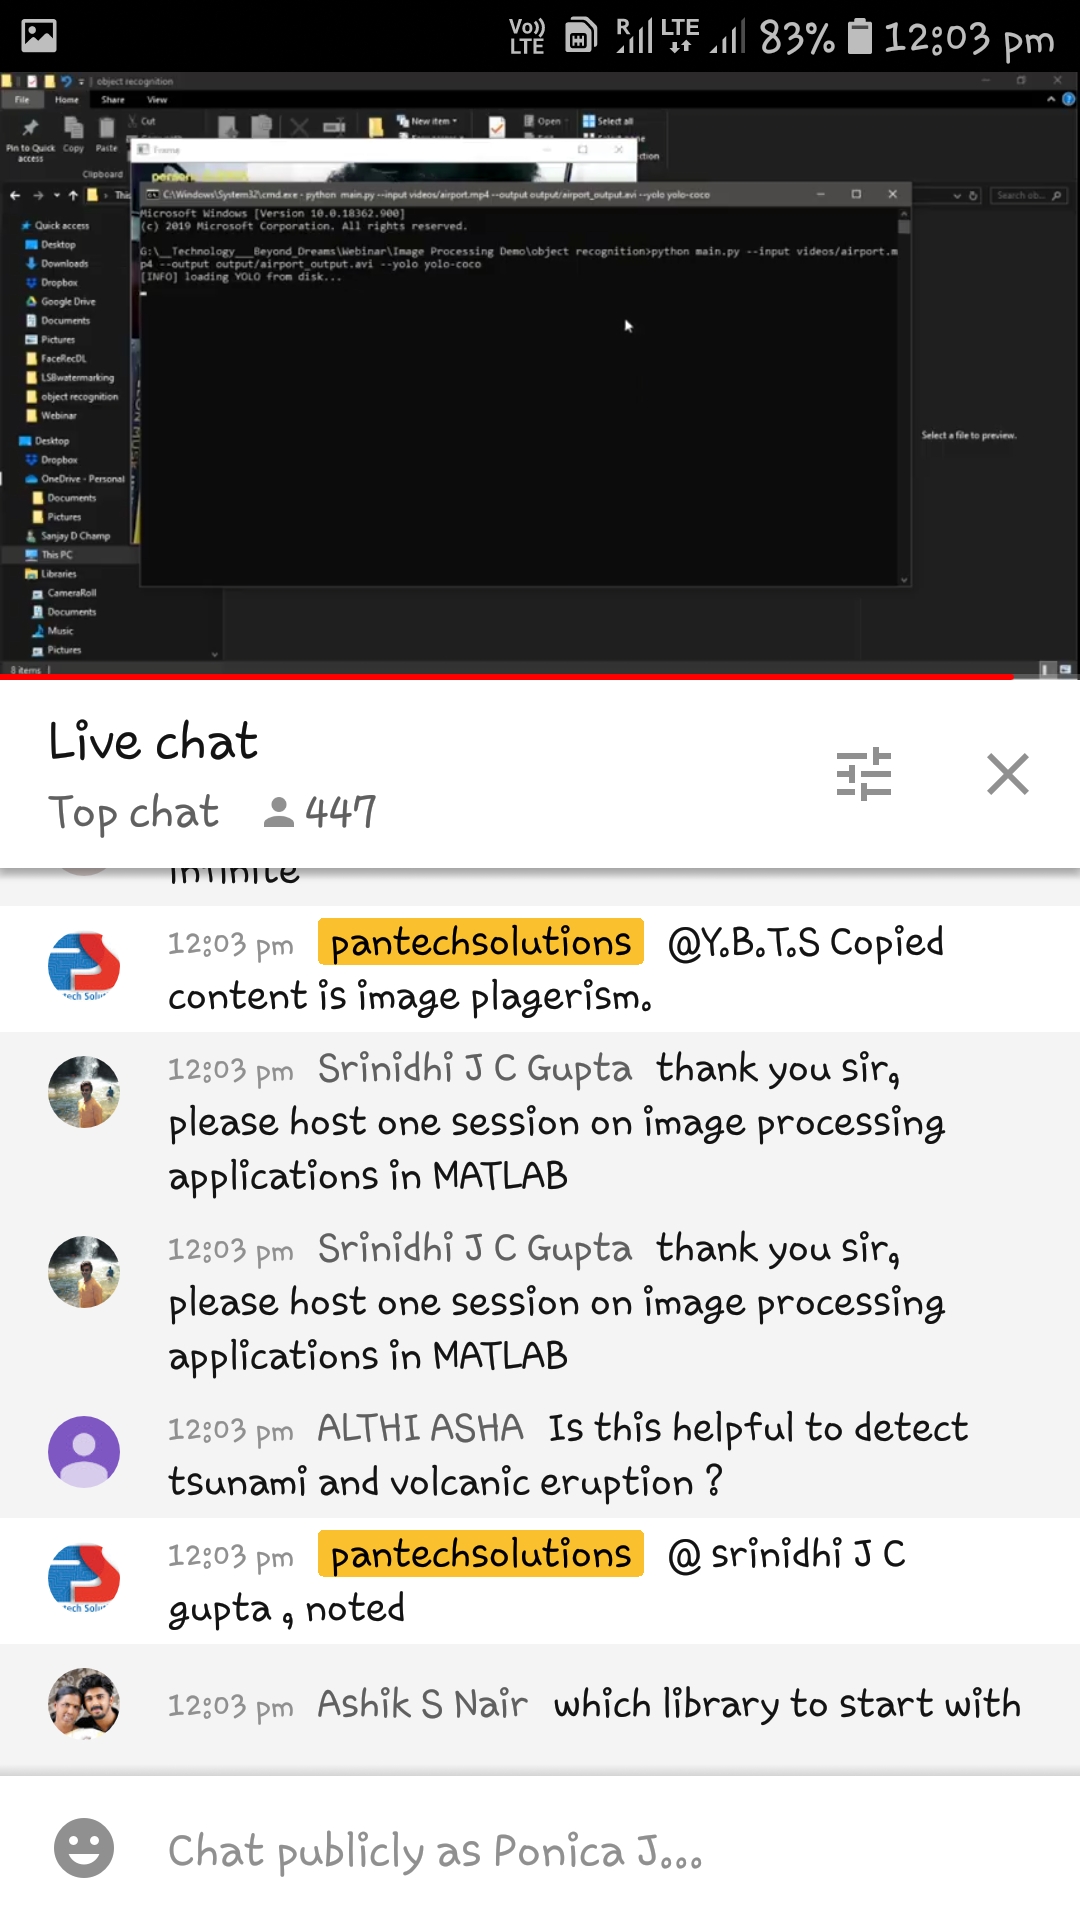 Vo)) LTE R LTE 83% 12:03 pm
object recognition
File Home Share View
Pin to Quick access Copy Paste Cut New item Open Select all
Clipboard
Frame
person:
C:\Windows\System32\cmd.exe - python main.py --input videos/airport.mp4 --output output/airport_output.avi --yolo yolo-coco
Search ob...
Microsoft Windows [Version 10.0.18362.900]
(c) 2019 Microsoft Corporation. All rights reserved.
G:\__Technology___Beyond_Dreams\Webinar\Image Processing Demo\object recognition>python main.py --input videos/airport.m
p4 --output output/airport_output.avi --yolo yolo-coco
[INFO] loading YOLO from disk...
Quick access
Desktop
Downloads
Dropbox
Google Drive
Documents
Pictures
FaceRecDL
LSBwatermarking
object recognition
Webinar
Desktop
Dropbox
OneDrive - Personal
Documents
Pictures
Sanjay D Champ
This PC
Libraries
CameraRoll
Documents
Music
Pictures
8 items
Select a file to preview.
Live chat
Top chat 447
infinite
12:03 pm pantechsolutions @Y.B.T.S Copied
content is image plagerism.
12:03 pm Srinidhi J C Gupta thank you sir,
please host one session on image processing
applications in MATLAB
12:03 pm Srinidhi J C Gupta thank you sir,
please host one session on image processing
applications in MATLAB
12:03 pm ALTHI ASHA Is this helpful to detect
tsunami and volcanic eruption ?
12:03 pm pantechsolutions @ srinidhi J C
gupta , noted
12:03 pm Ashik S Nair which library to start with
Chat publicly as Ponica J...